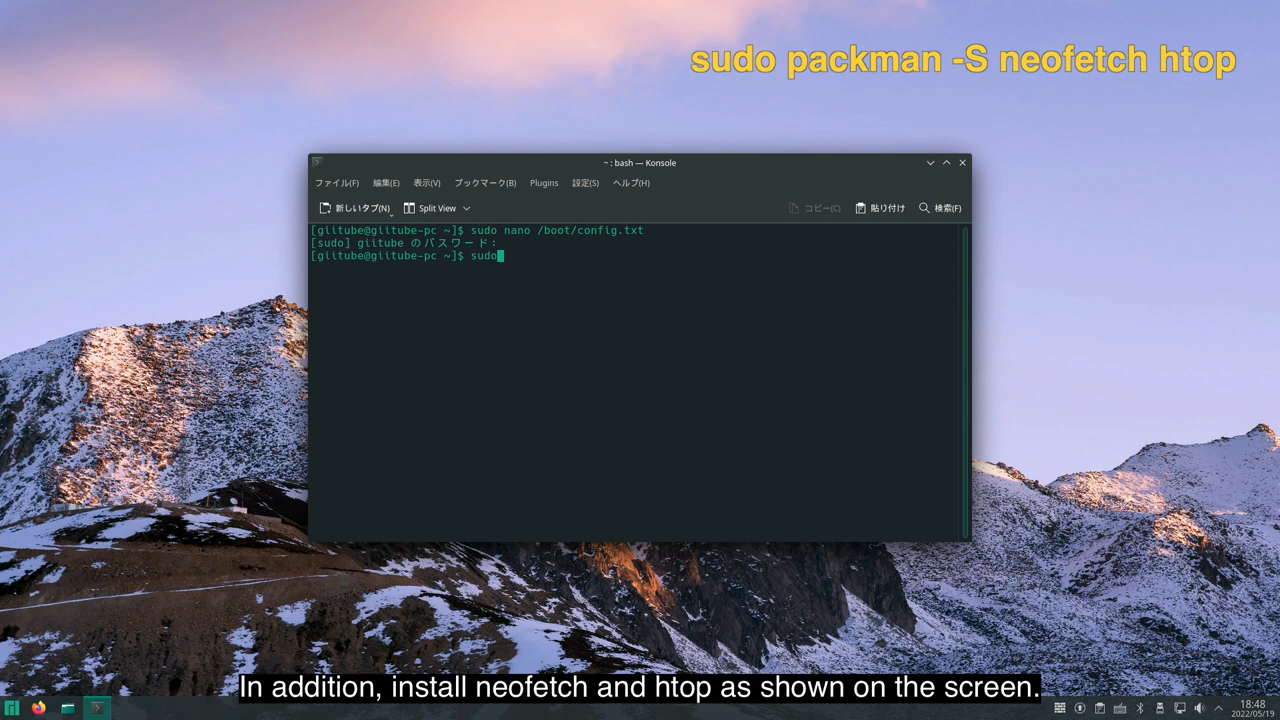 sudo packman -S neofetch htop
~ : bash — Konsole
ファイル(F) 編集(E) 表示(V) ブックマーク(B) Plugins 設定(S) ヘルプ(H)
新しいタブ(N) Split View コピー(C) 貼り付け 検索(F)
[giitube@giitube-pc ~]$ sudo nano /boot/config.txt
[sudo] giitube のパスワード:
[giitube@giitube-pc ~]$ sudo
In addition, install neofetch and htop as shown on the screen.
18:48
2022/05/19